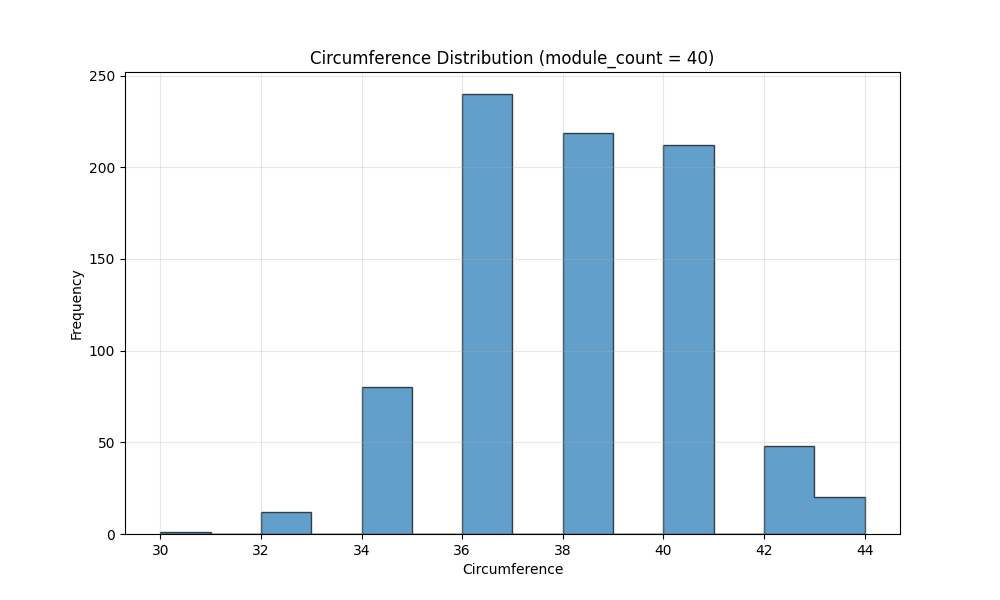 Circumference Distribution (module_count = 40)
250
200
150
100
50
0
Frequency
30 32 34 36 38 40 42 44
Circumference